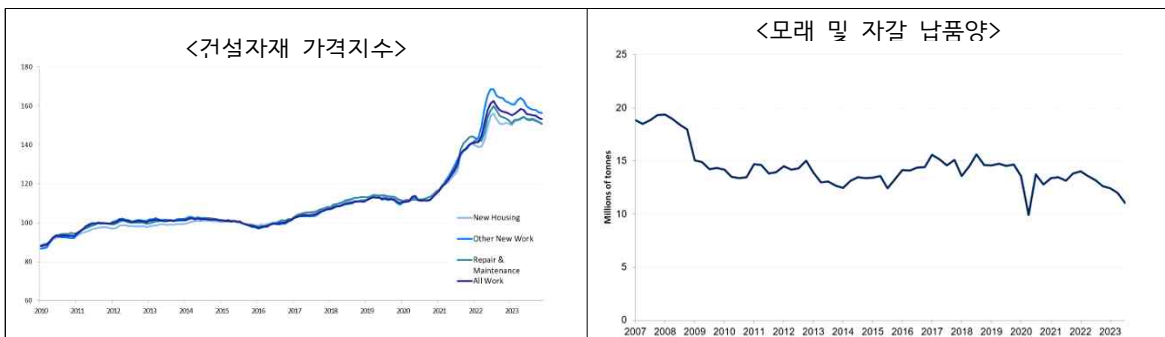 <건설자재 가격지수>
180
160
140
120
100
80
60
2010 2011 2012 2013 2014 2015 2016 2017 2018 2019 2020 2021 2022 2023
New Housing
Other New Work
Repair &
Maintenance
All Work
<모래 및 자갈 납품양>
Millions of tonnes
25
20
15
10
5
0
2007 2008 2009 2010 2011 2012 2013 2014 2015 2016 2017 2018 2019 2020 2021 2022 2023